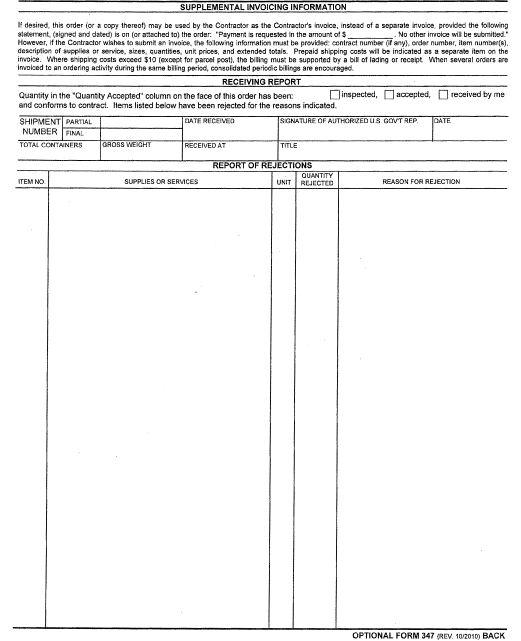 SUPPLEMENTAL INVOICING INFORMATION
If desired, this order (or a copy thereof) may be used by the Contractor as the Contractor's invoice, instead of a separate invoice, provided the following
statement, (signed and dated) is on (or attached to) the order: "Payment is requested in the amount of $ ____________ . No other invoice will be submitted."
However, if the Contractor wishes to submit an invoice, the following information must be provided: contract number (if any), order number, item number(s),
description of supplies or service, sizes, quantities, unit prices, and extended totals. Prepaid shipping costs will be indicated as a separate item on the
invoice. Where shipping costs exceed $10 (except for parcel post), the billing must be supported by a bill of lading or receipt. When several orders are
invoiced to an ordering activity during the same billing period, consolidated periodic billings are encouraged.
RECEIVING REPORT
Quantity in the "Quantity Accepted" column on the face of this order has been: inspected, accepted, received by me
and conforms to contract. Items listed below have been rejected for the reasons indicated.
SHIPMENT NUMBER
PARTIAL
FINAL
DATE RECEIVED
SIGNATURE OF AUTHORIZED U.S. GOV'T REP.
DATE
TOTAL CONTAINERS
GROSS WEIGHT
RECEIVED AT
TITLE
REPORT OF REJECTIONS
ITEM NO.
SUPPLIES OR SERVICES
UNIT
QUANTITY
REJECTED
REASON FOR REJECTION
OPTIONAL FORM 347 (REV. 10/2010) BACK